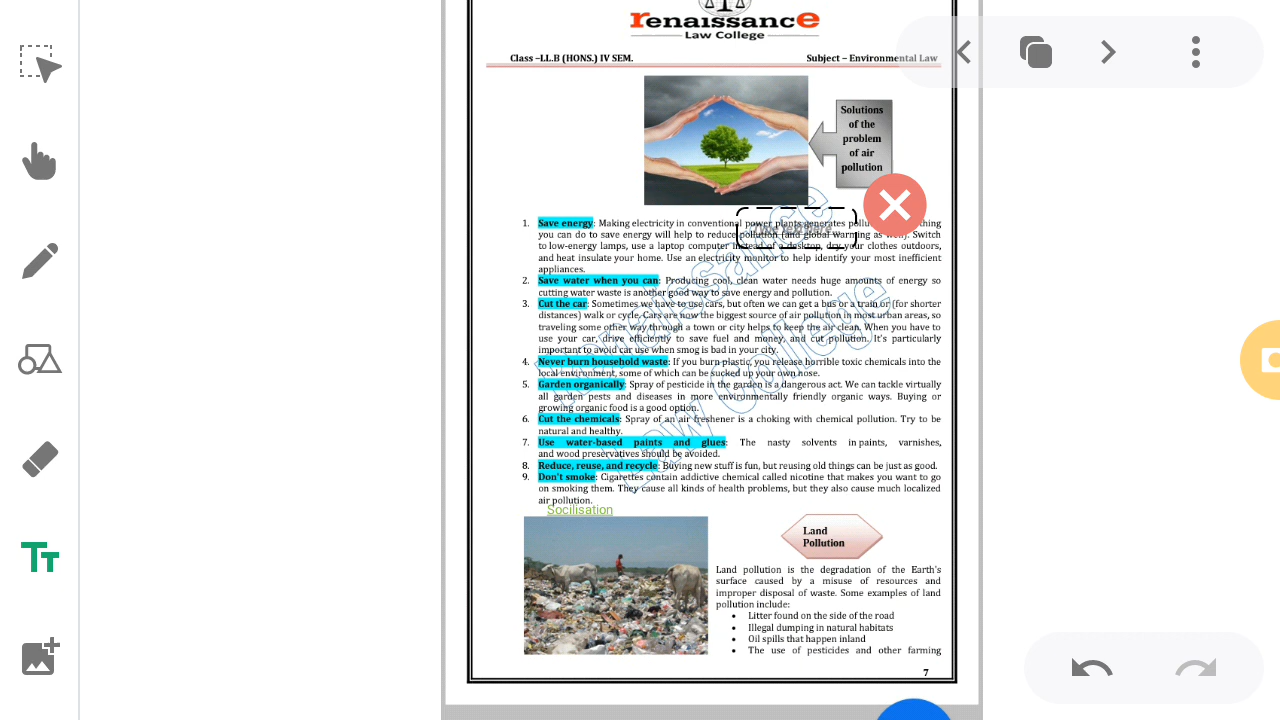 renaissance
Law College
Class –LL.B (HONS.) IV SEM. Subject – Environmental Law
Solutions
of the
problem
of air
pollution
1. Save energy: Making electricity in conventional power plants generates
you can do to save energy will help to reduce pollution (and global warming as well). Switch
to low-energy lamps, use a laptop computer instead of a desktop, dry your clothes outdoors,
and heat insulate your home. Use an electricity monitor to help identify your most inefficient
appliances.
2. Save water when you can: Producing cool, clean water needs huge amounts of energy so
cutting water waste is another good way to save energy and pollution.
3. Cut the car: Sometimes we have to use cars, but often we can get a bus or a train or (for shorter
distances) walk or cycle. Cars are now the biggest source of air pollution in most urban areas, so
traveling some other way through a town or city helps to keep the air clean. When you have to
use your car, drive efficiently to save fuel and money, and cut pollution. It's particularly
important to avoid car use when smog is bad in your city.
4. Never burn household waste: If you burn plastic, you release horrible toxic chemicals into the
local environment, some of which can be sucked up your own nose.
5. Garden organically: Spray of pesticide in the garden is a dangerous act. We can tackle virtually
all garden pests and diseases in more environmentally friendly organic ways. Buying or
growing organic food is a good option.
6. Cut the chemicals: Spray of an air freshener is a choking with chemical pollution. Try to be
natural and healthy.
7. Use water-based paints and glues: The nasty solvents in paints, varnishes,
and wood preservatives should be avoided.
8. Reduce, reuse, and recycle: Buying new stuff is fun, but reusing old things can be just as good.
9. Don't smoke: Cigarettes contain addictive chemical called nicotine that makes you want to go
on smoking them. They cause all kinds of health problems, but they also cause much localized
air pollution.
Socilisation
Land
Pollution
Land pollution is the degradation of the Earth's
surface caused by a misuse of resources and
improper disposal of waste. Some examples of land
pollution include:
• Litter found on the side of the road
• Illegal dumping in natural habitats
• Oil spills that happen inland
• The use of pesticides and other farming
7
Renaissance
Law College
TT